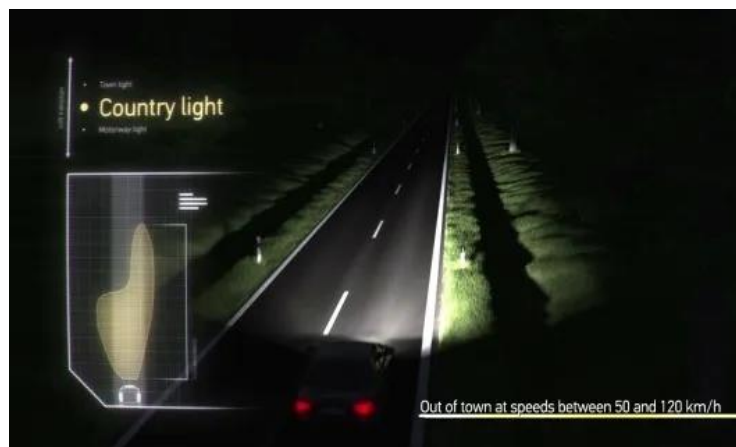 Town light
Country light
Motorway light
Out of town at speeds between 50 and 120 km/h